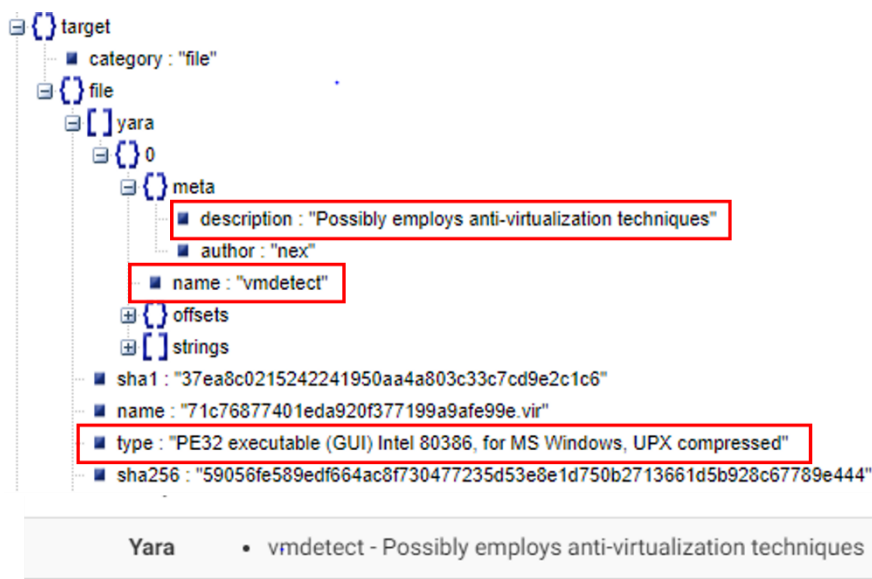 target
category : "file"
file
yara
0
meta
description : "Possibly employs anti-virtualization techniques"
author : "nex"
name : "vmdetect"
offsets
strings
sha1 : "37ea8c0215242241950aa4a803c33c7cd9e2c1c6"
name : "71c76877401eda920f377199a9afe99e.vir"
type : "PE32 executable (GUI) Intel 80386, for MS Windows, UPX compressed"
sha256 : "59056fe589edf664ac8f730477235d53e8e1d750b2713661d5b928c67789e444"
Yara • vmdetect - Possibly employs anti-virtualization techniques